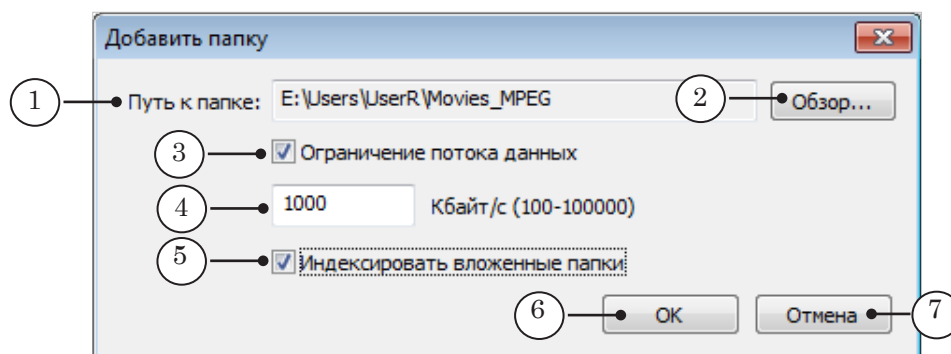 Добавить папку
1 Путь к папке: E:\Users\UserR\Movies_MPEG 2 Обзор...
3 Ограничение потока данных
4 1000 Кбайт/с (100-100000)
5 Индексировать вложенные папки
6 OK Отмена 7